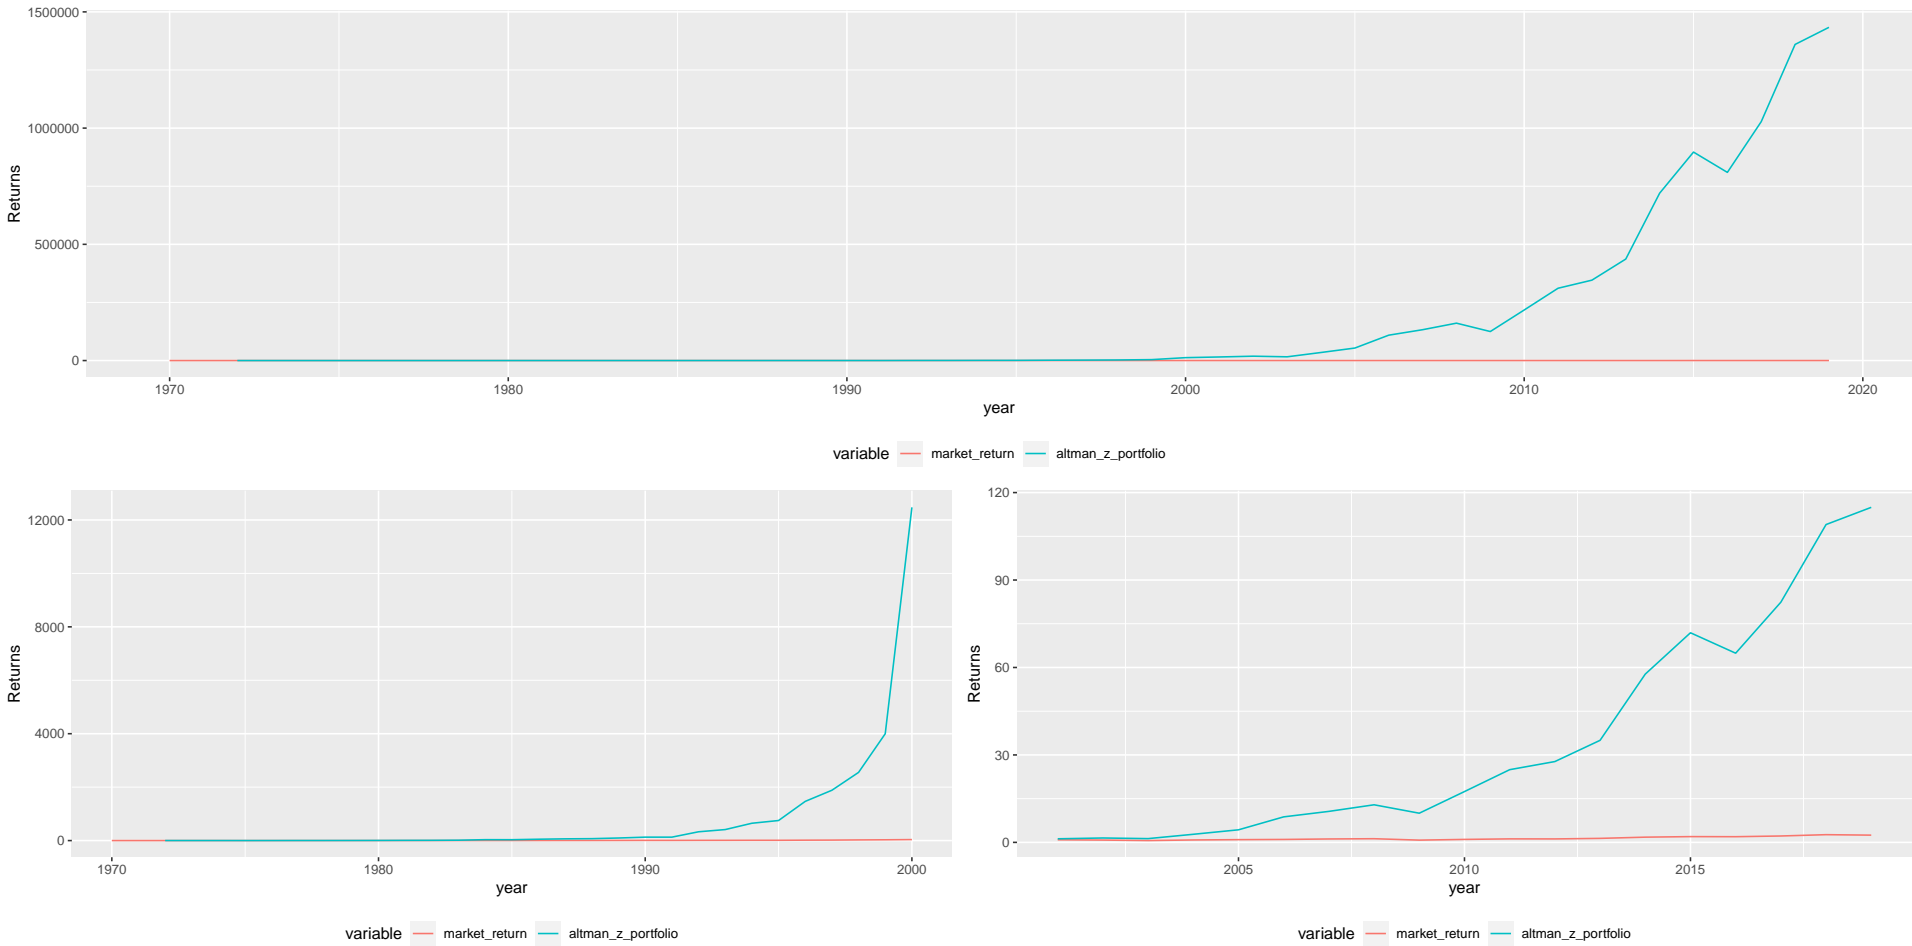 1500000
1000000
500000
0
Returns
1970 1980 1990 2000 2010 2020
year
variable market_return altman_z_portfolio
12000
8000
4000
0
Returns
1970 1980 1990 2000
year
variable market_return altman_z_portfolio
120
90
60
30
0
Returns
2005 2010 2015
year
variable market_return altman_z_portfolio